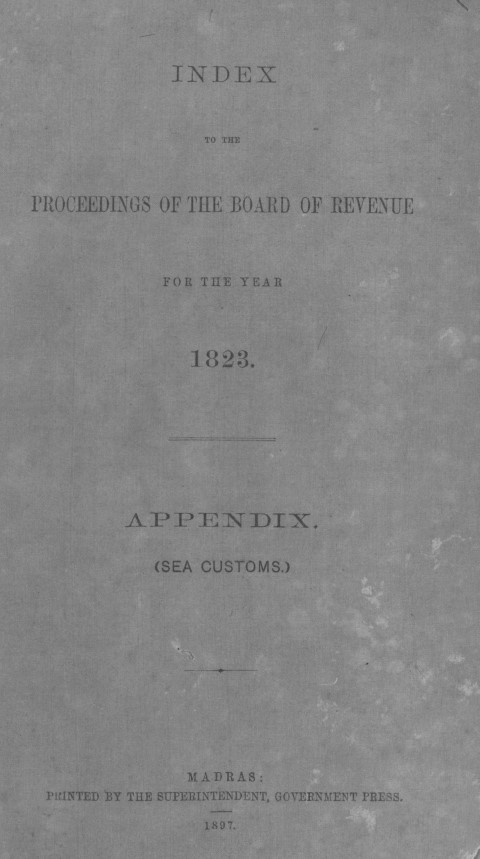 INDEX
TO THE
PROCEEDINGS OF THE BOARD OF REVENUE
FOR THE YEAR
1823.
APPENDIX.
(SEA CUSTOMS.)
MADRAS:
PRINTED BY THE SUPERINTENDENT, GOVERNMENT PRESS.
1897.